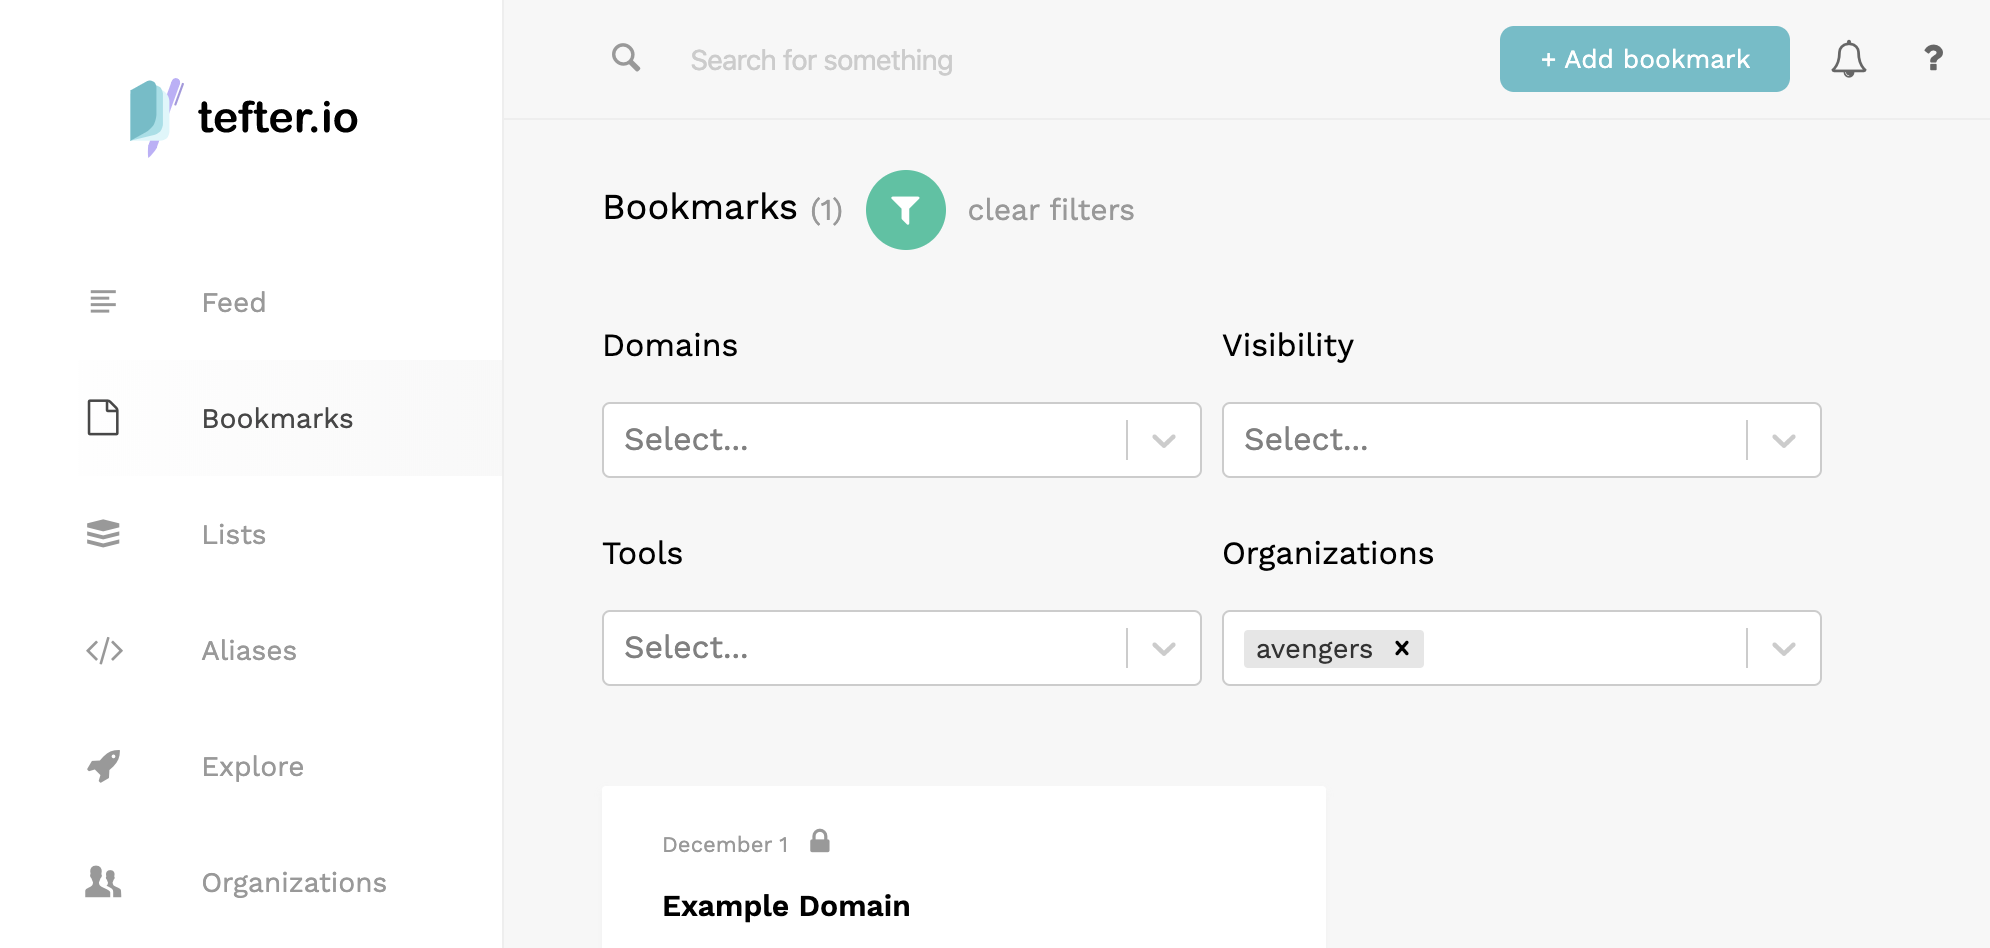 tefter.io
Feed
Bookmarks
Lists
Aliases
Explore
Organizations
Search for something
+ Add bookmark
?
Bookmarks (1)
clear filters
Domains
Visibility
Select...
Select...
Tools
Organizations
Select...
avengers
December 1
Example Domain